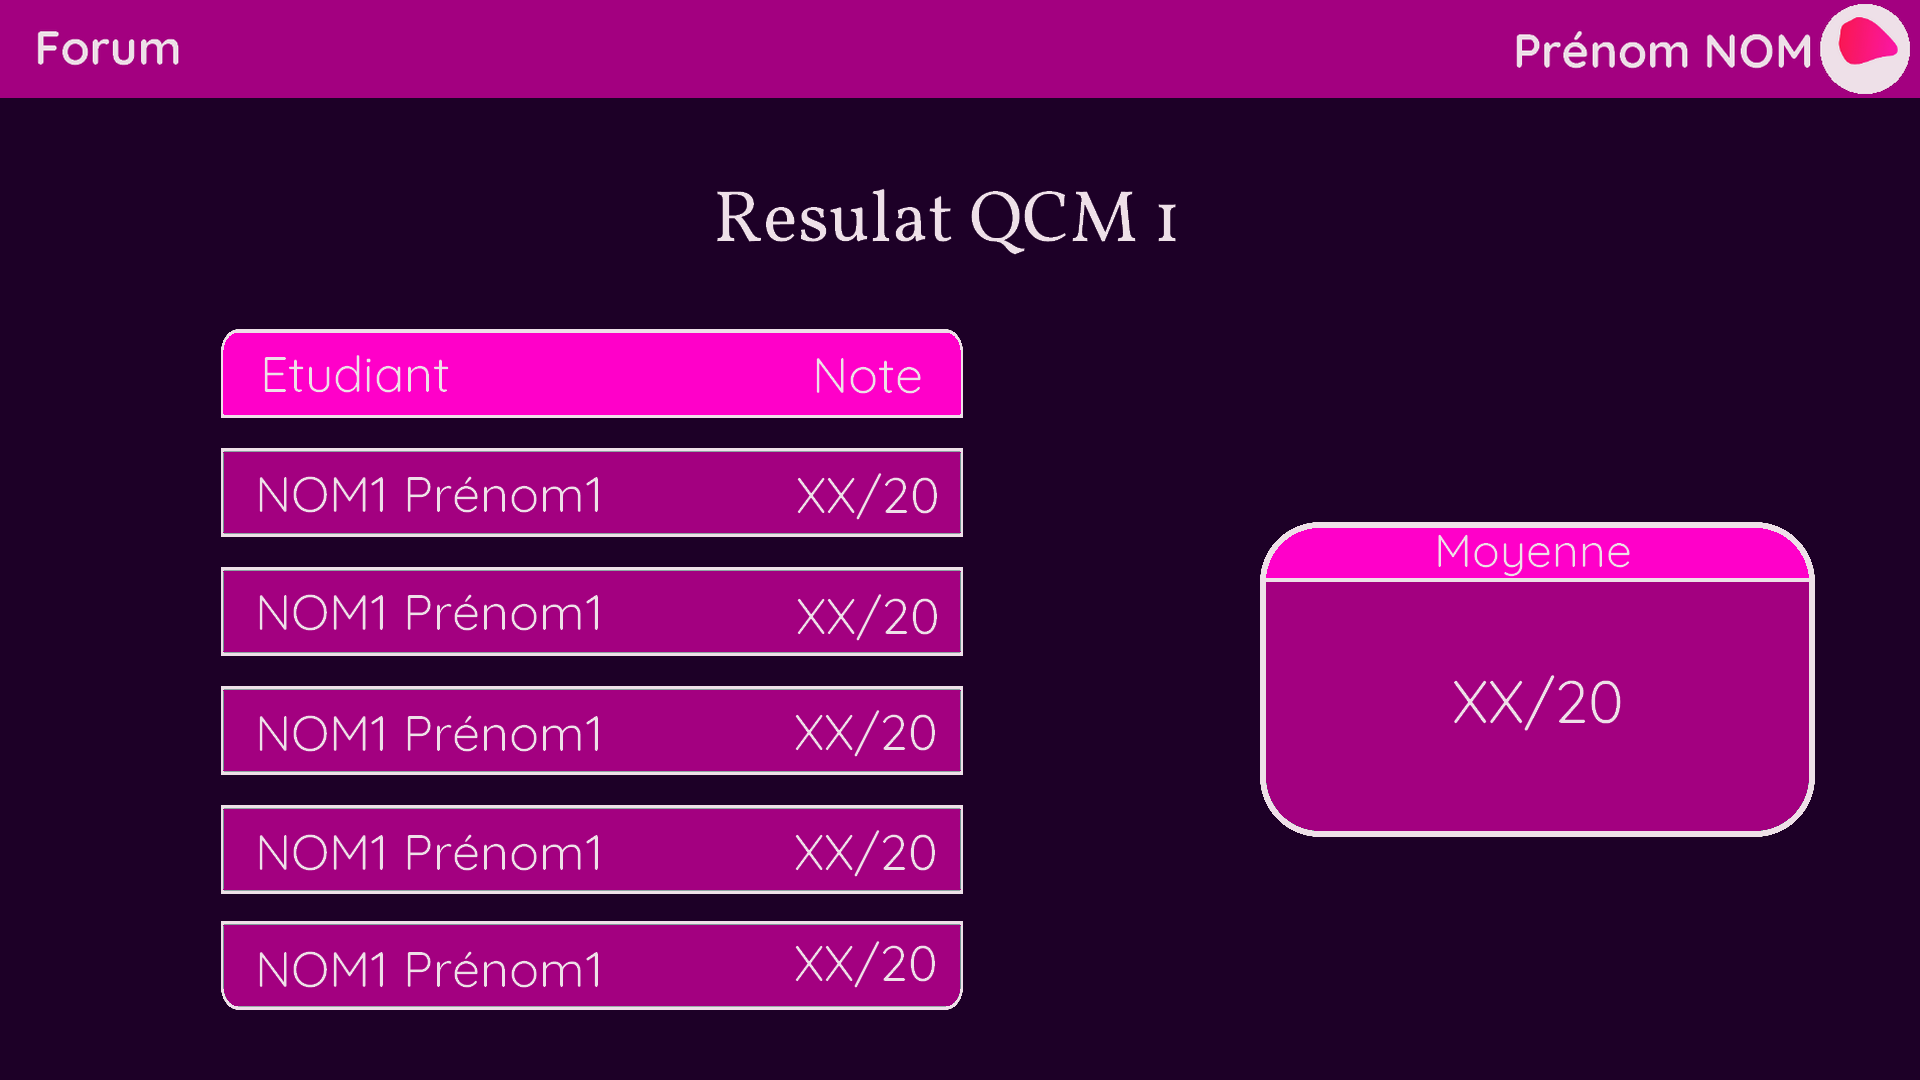 Forum
Prénom NOM
Resulat QCM 1
Etudiant Note
NOM1 Prénom1 XX/20
NOM1 Prénom1 XX/20
NOM1 Prénom1 XX/20
NOM1 Prénom1 XX/20
NOM1 Prénom1 XX/20
Moyenne
XX/20